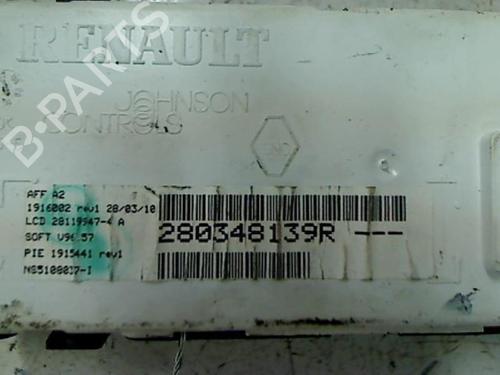 RENAULT
JOHNSON
CONTROLS
B-PARTS
AFF A2
1916002 rev1 28/03/10
LCD 28119947-4 A
SOFT V96.57
280348139R ---
PIE 1915441 rev1